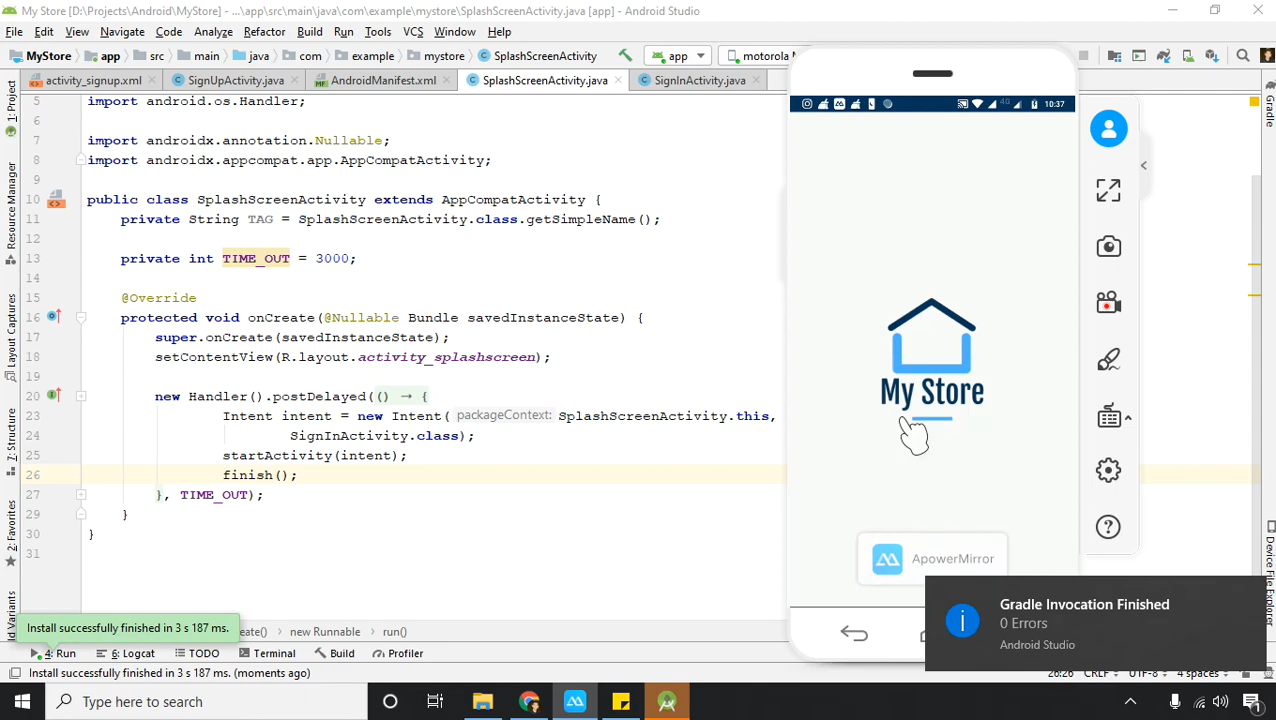 My Store [D:\Projects\Android\MyStore] - ...\app\src\main\java\com\example\mystore\SplashScreenActivity.java [app] - Android Studio
File Edit View Navigate Code Analyze Refactor Build Run Tools VCS Window Help
MyStore app src main java com example mystore SplashScreenActivity app motorola
activity_signup.xml SignUpActivity.java AndroidManifest.xml SplashScreenActivity.java SignInActivity.java
5 import android.os.Handler;
6
7 import androidx.annotation.Nullable;
8 import androidx.appcompat.app.AppCompatActivity;
9
10 public class SplashScreenActivity extends AppCompatActivity {
11 private String TAG = SplashScreenActivity.class.getSimpleName();
12
13 private int TIME_OUT = 3000;
14
15 @Override
16 protected void onCreate(@Nullable Bundle savedInstanceState) {
17 super.onCreate(savedInstanceState);
18 setContentView(R.layout.activity_splashscreen);
19
20 new Handler().postDelayed(() → {
23 Intent intent = new Intent( packageContext: SplashScreenActivity.this,
24 SignInActivity.class);
25 startActivity(intent);
26 finish();
27 }, TIME_OUT);
29 }
30 }
31
1: Project
Resource Manager
Layout Captures
7: Structure
2: Favorites
ld Variants
Gradle
Device File Explorer
4G 10:37
My Store
ApowerMirror
Gradle Invocation Finished
0 Errors
Android Studio
Install successfully finished in 3 s 187 ms.
eate() new Runnable run()
4: Run 6: Logcat TODO Terminal Build Profiler
Install successfully finished in 3 s 187 ms. (moments ago) 26:26 CRLF UTF-8 4 spaces
Type here to search
1